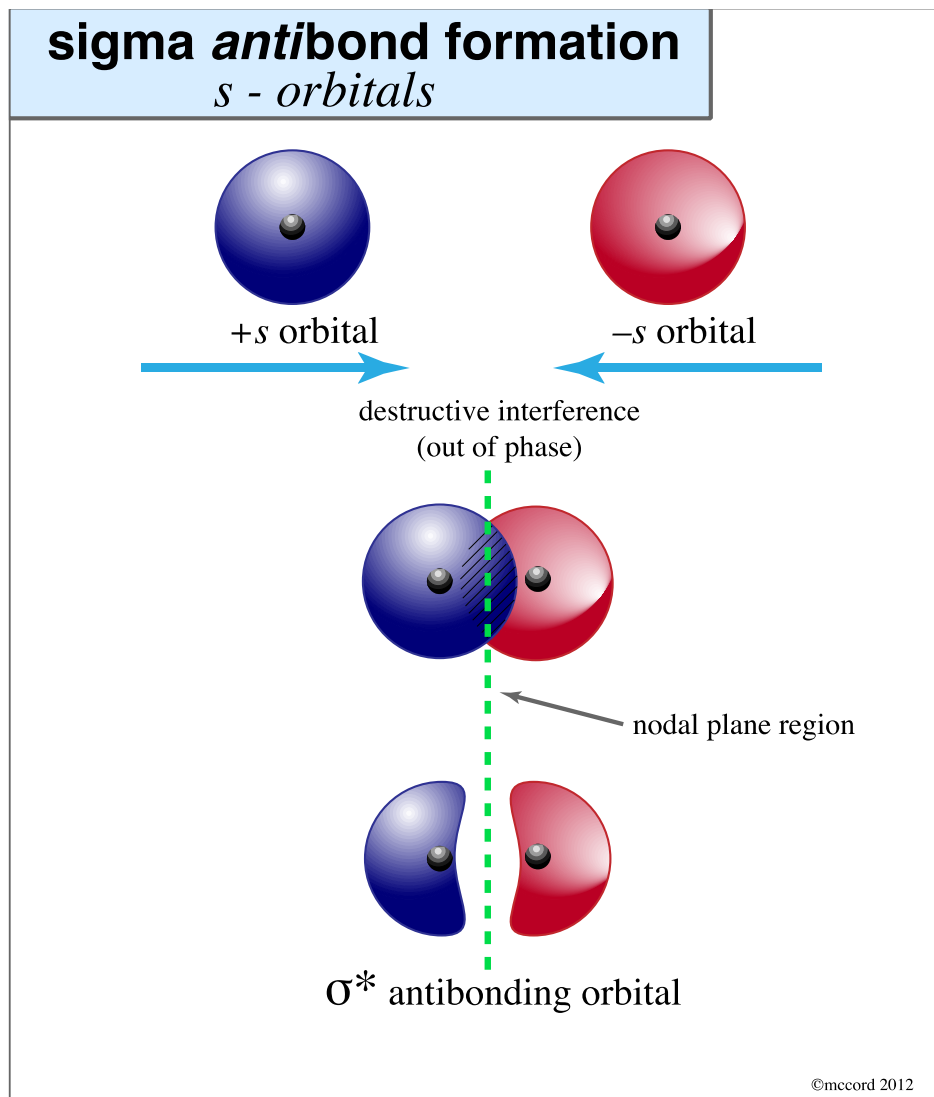 sigma antibond formation
s - orbitals
+s orbital
–s orbital
destructive interference
(out of phase)
nodal plane region
σ* antibonding orbital
©mccord 2012